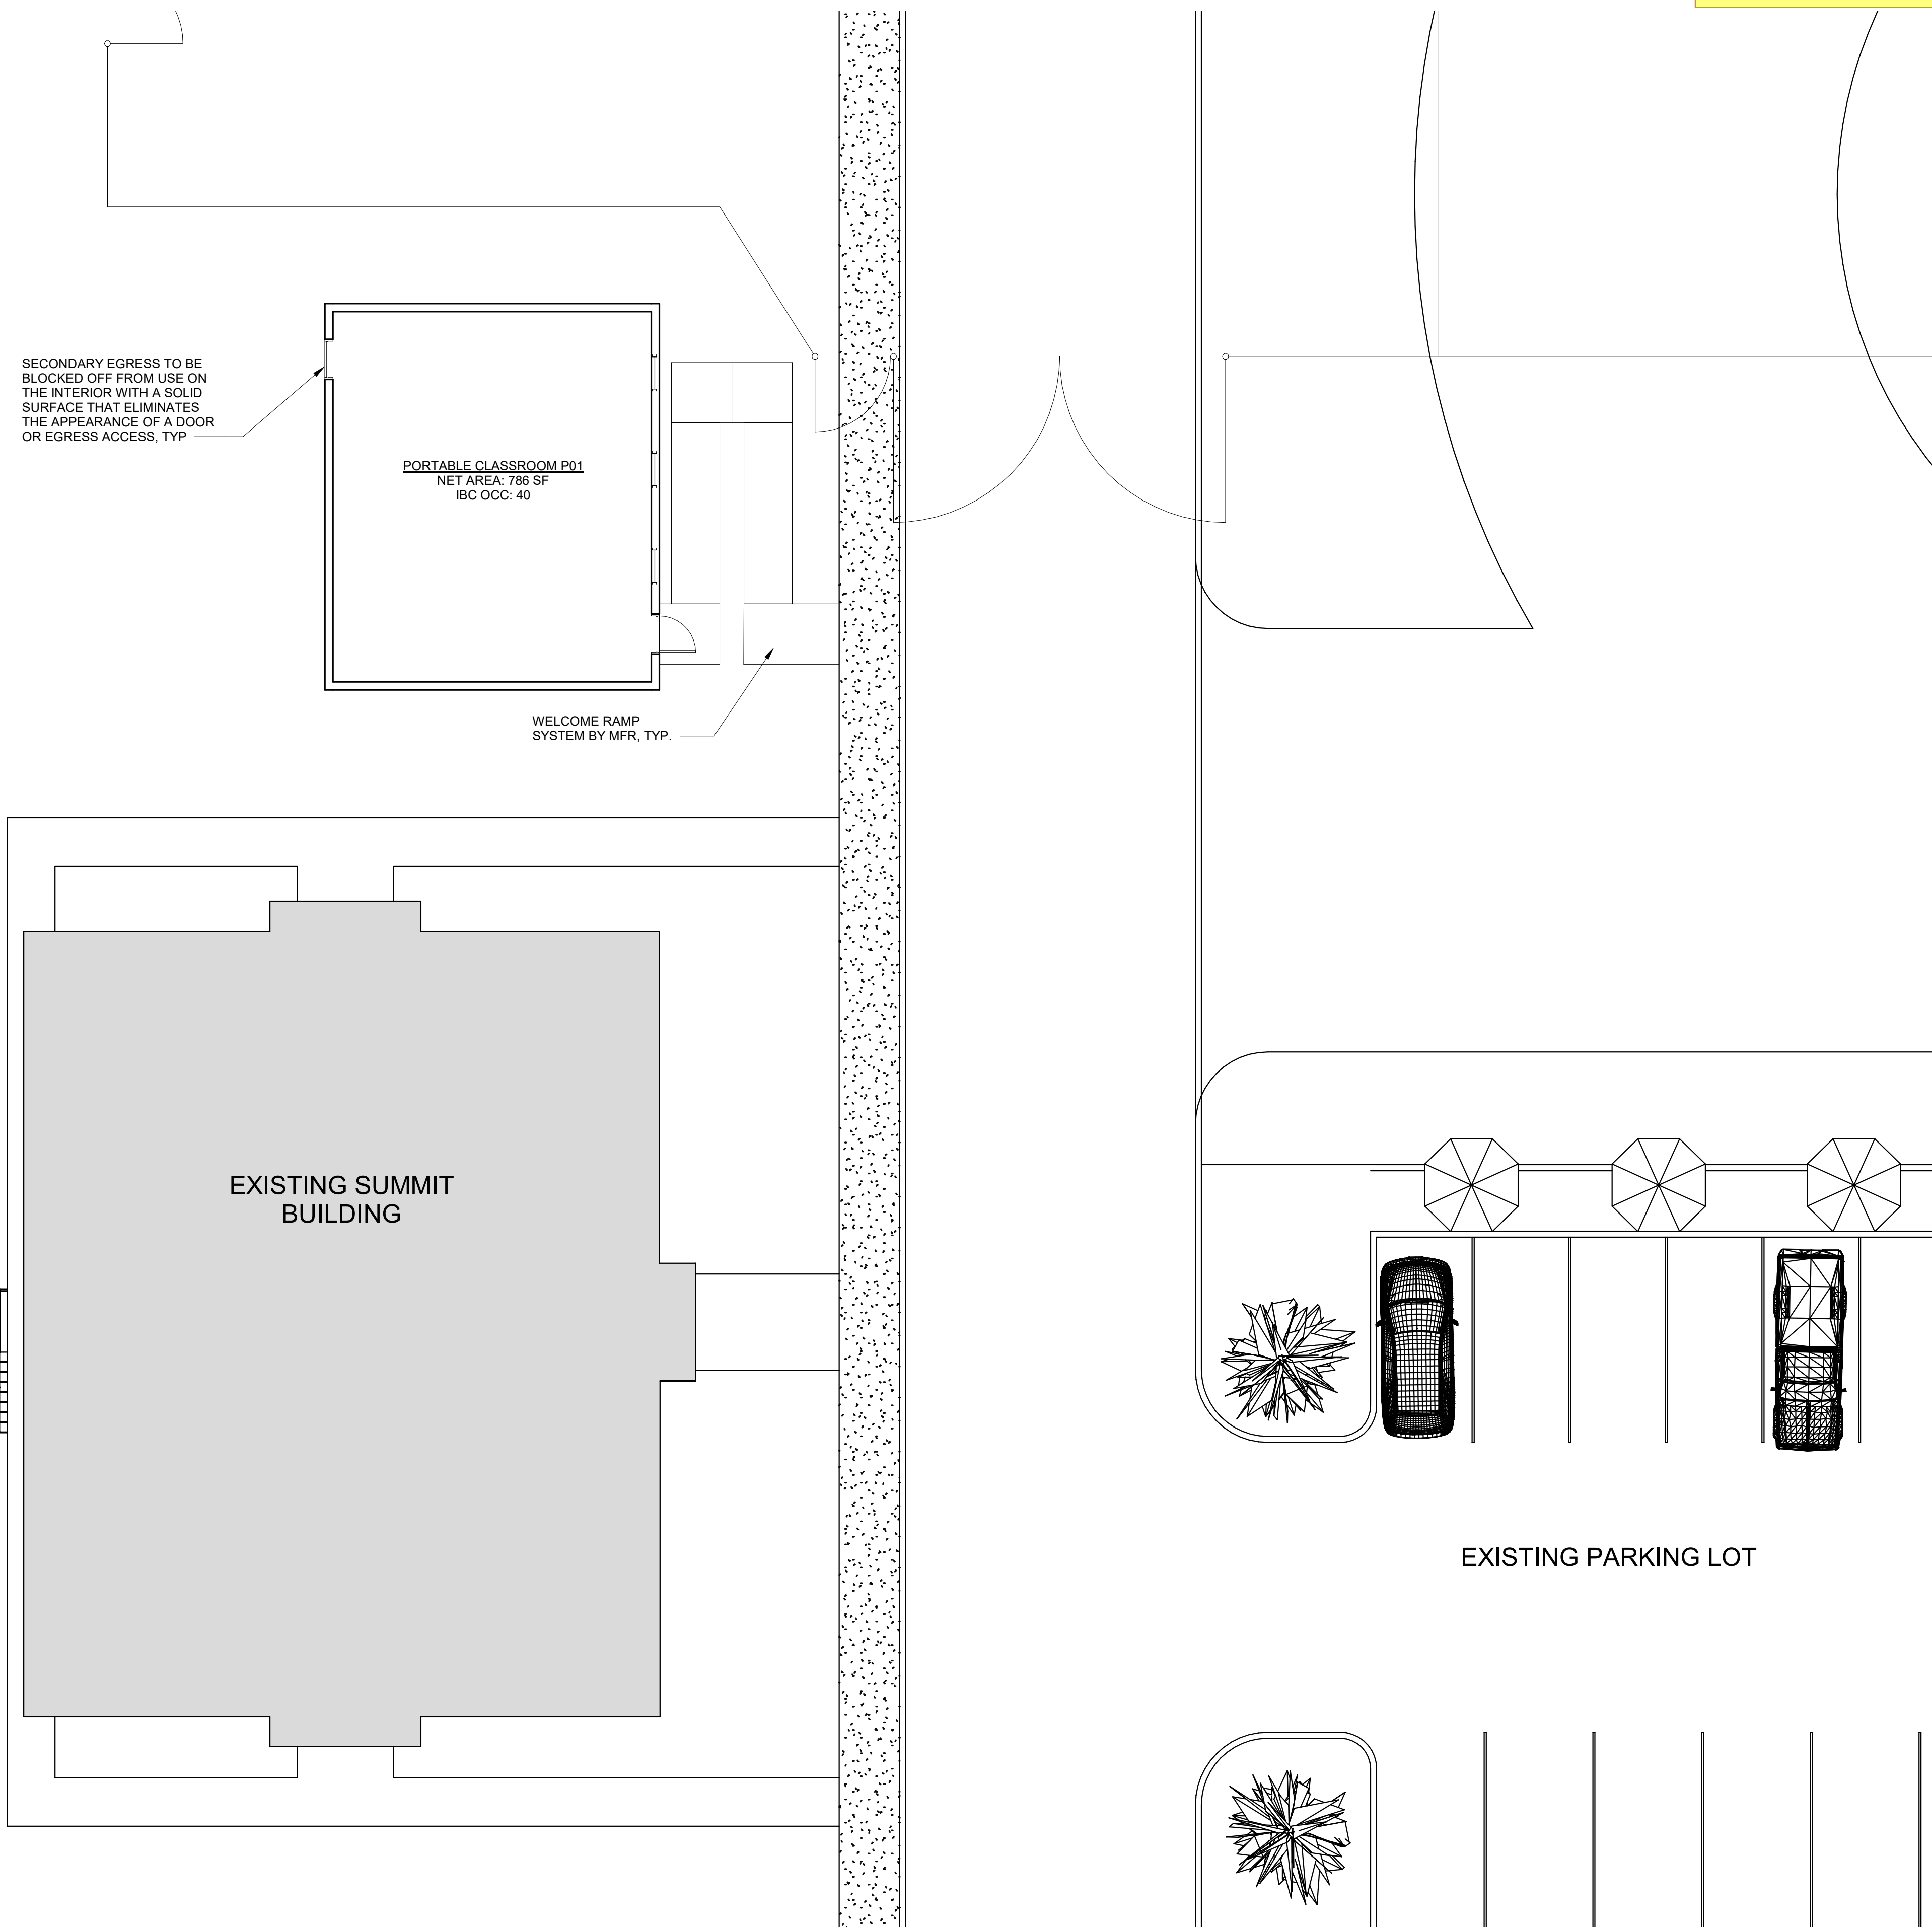 SECONDARY EGRESS TO BE
BLOCKED OFF FROM USE ON
THE INTERIOR WITH A SOLID
SURFACE THAT ELIMINATES
THE APPEARANCE OF A DOOR
OR EGRESS ACCESS, TYP
PORTABLE CLASSROOM P01
NET AREA: 786 SF
IBC OCC: 40
WELCOME RAMP
SYSTEM BY MFR, TYP.
EXISTING SUMMIT
BUILDING
EXISTING PARKING LOT